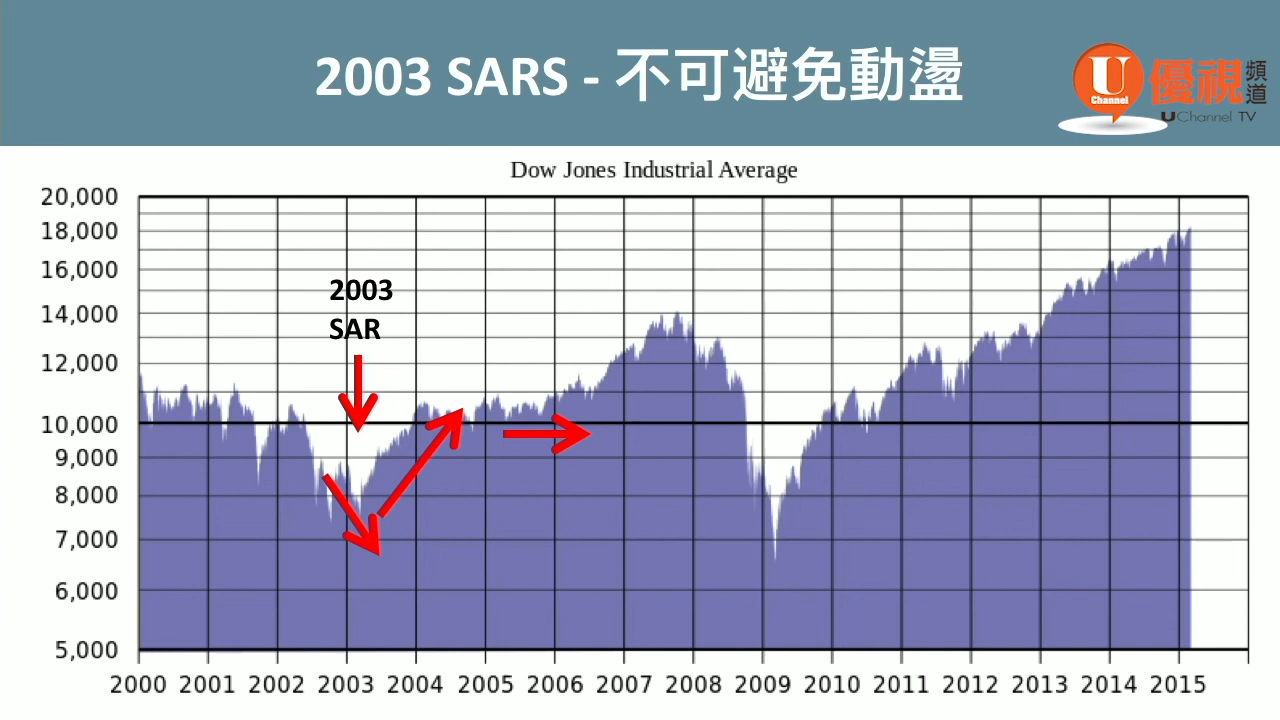 2003 SARS - 不可避免動盪
U
Channel
優視
頻道
UChannel TV
Dow Jones Industrial Average
20,000
18,000
16,000
14,000
12,000
10,000
9,000
8,000
7,000
6,000
5,000
2003
SAR
2000 2001 2002 2003 2004 2005 2006 2007 2008 2009 2010 2011 2012 2013 2014 2015